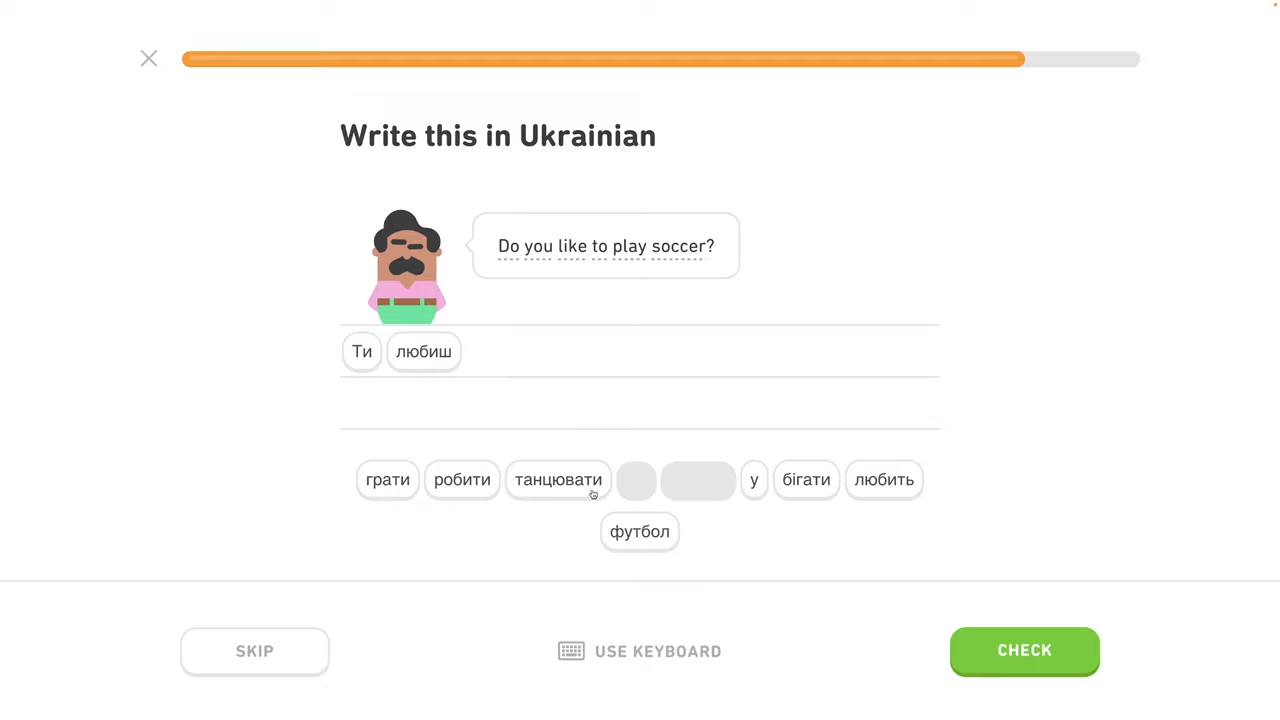 Write this in Ukrainian
Do you like to play soccer?
Ти любиш
грати робити танцювати у бігати любить
футбол
SKIP USE KEYBOARD CHECK